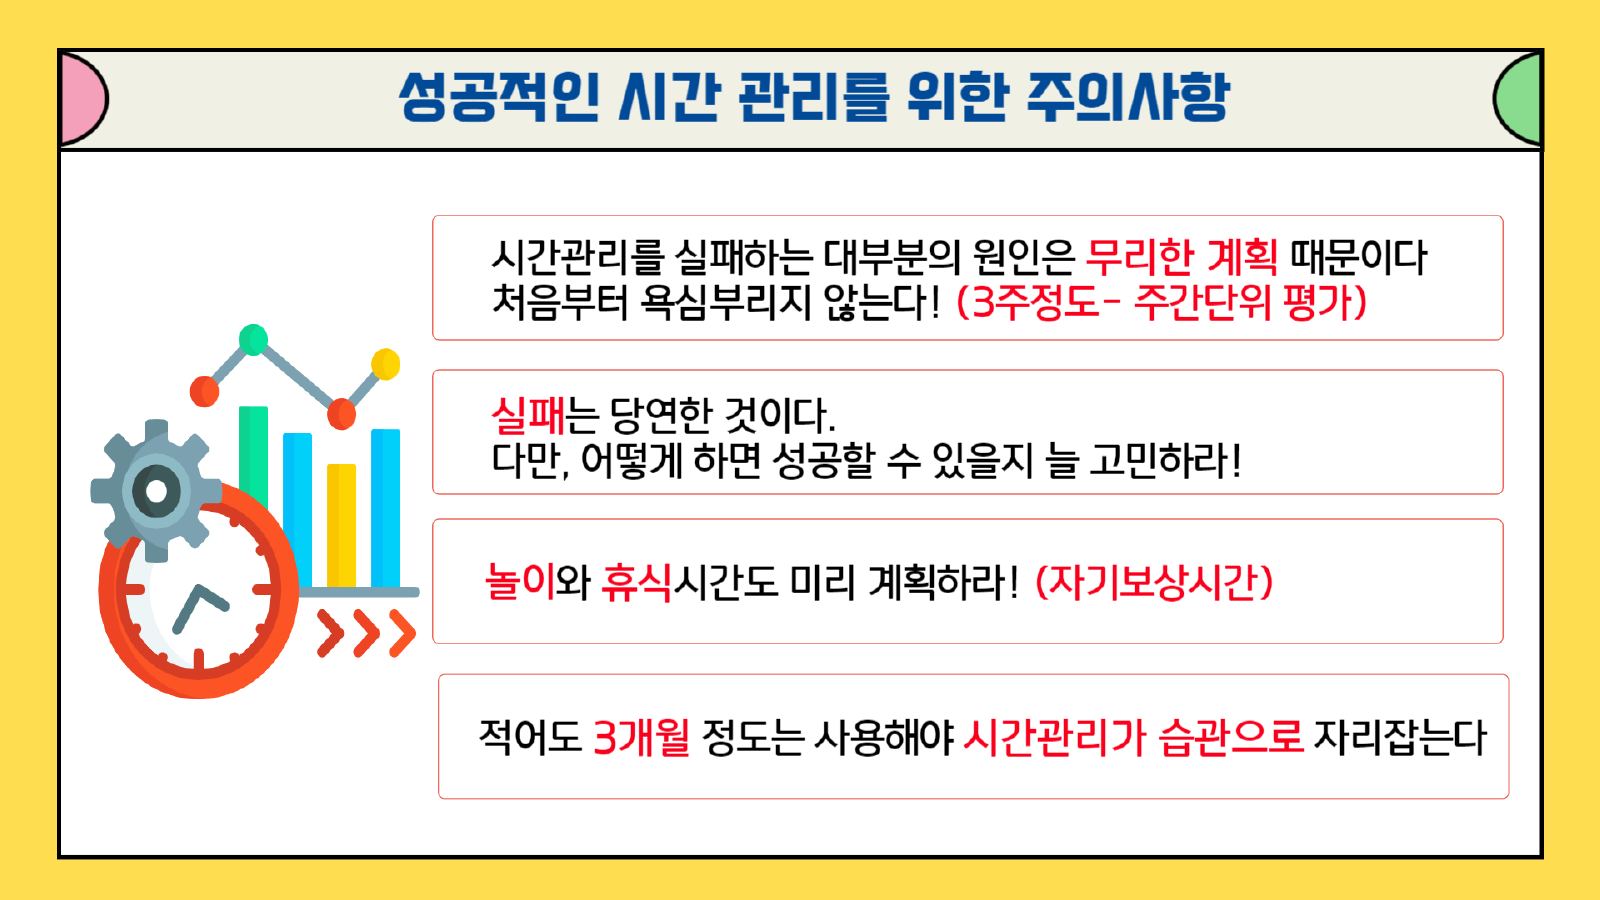 성공적인 시간 관리를 위한 주의사항
시간관리를 실패하는 대부분의 원인은 무리한 계획 때문이다
처음부터 욕심부리지 않는다! (3주정도- 주간단위 평가)
실패는 당연한 것이다.
다만, 어떻게 하면 성공할 수 있을지 늘 고민하라!
놀이와 휴식시간도 미리 계획하라! (자기보상시간)
적어도 3개월 정도는 사용해야 시간관리가 습관으로 자리잡는다